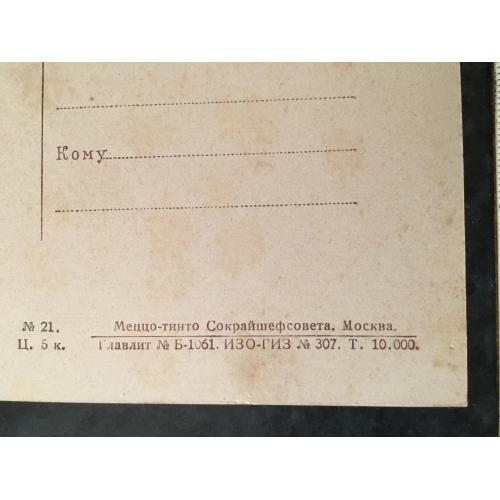 Кому
№ 21.
Ц. 5 к.
Меццо-тинто Сокрайшефсовета. Москва.
Главлит № Б-1061. ИЗО-ГИЗ № 307. Т. 10.000.